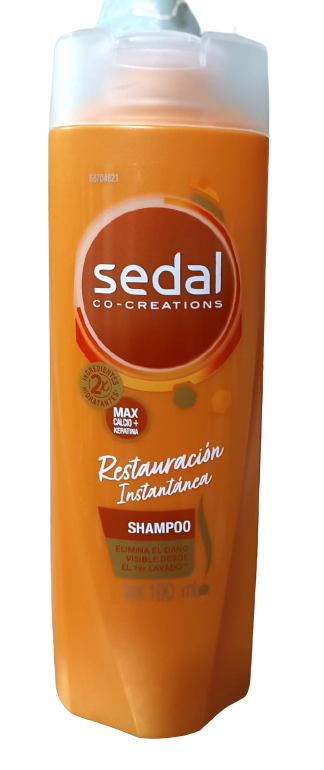 68704821
sedal
CO-CREATIONS
INGREDIENTES
2x
HIDRATANTES*
MAX
CALCIO +
KERATINA
Restauración
Instantánea
SHAMPOO
ELIMINA EL DAÑO
VISIBLE DESDE
EL 1er LAVADO**
190 ml